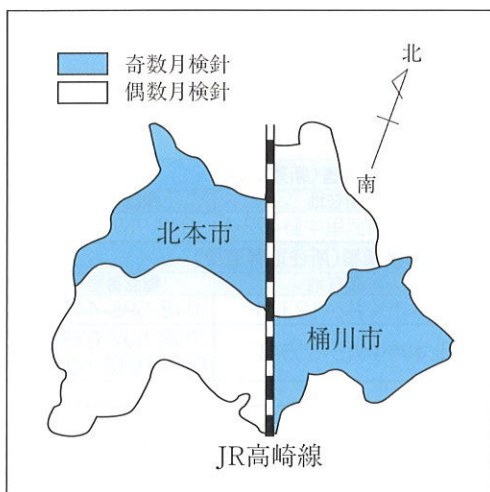 奇数月検針
偶数月検針
北
南
北本市
桶川市
JR高崎線